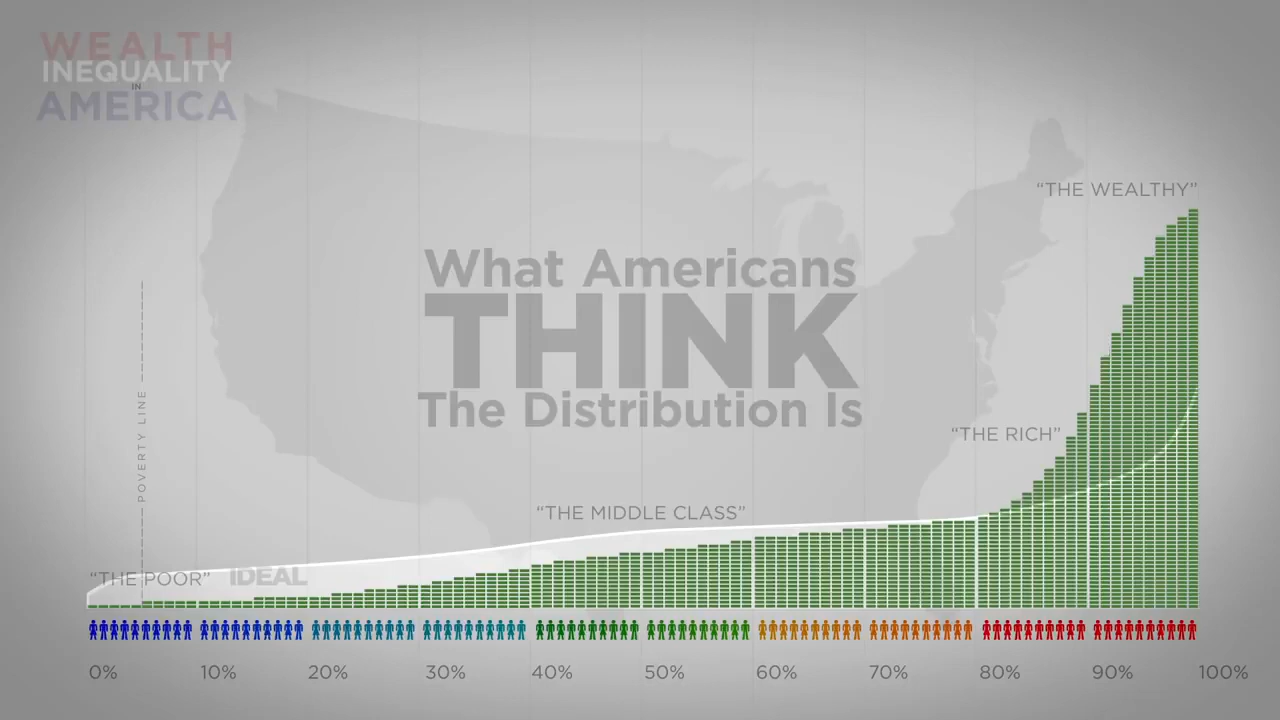 WEALTH
INEQUALITY
IN
AMERICA
“THE WEALTHY”
What Americans
THINK
The Distribution Is
POVERTY LINE
“THE RICH”
“THE MIDDLE CLASS”
“THE POOR” IDEAL
0% 10% 20% 30% 40% 50% 60% 70% 80% 90% 100%